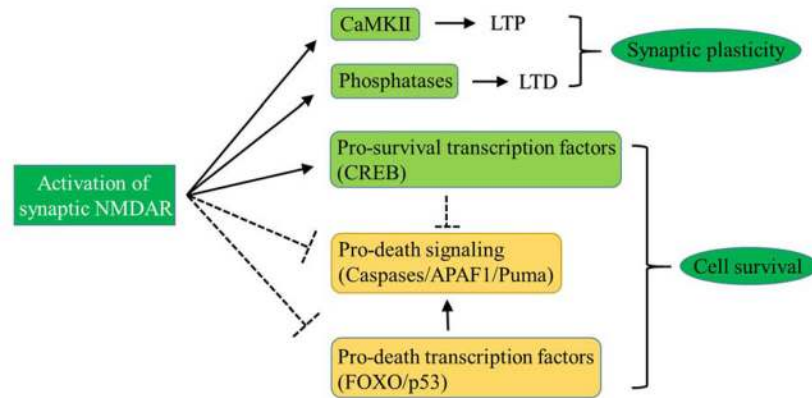 CaMKII
LTP
Phosphatases
LTD
Synaptic plasticity
Activation of
synaptic NMDAR
Pro-survival transcription factors
(CREB)
Pro-death signaling
(Caspases/APAF1/Puma)
Pro-death transcription factors
(FOXO/p53)
Cell survival